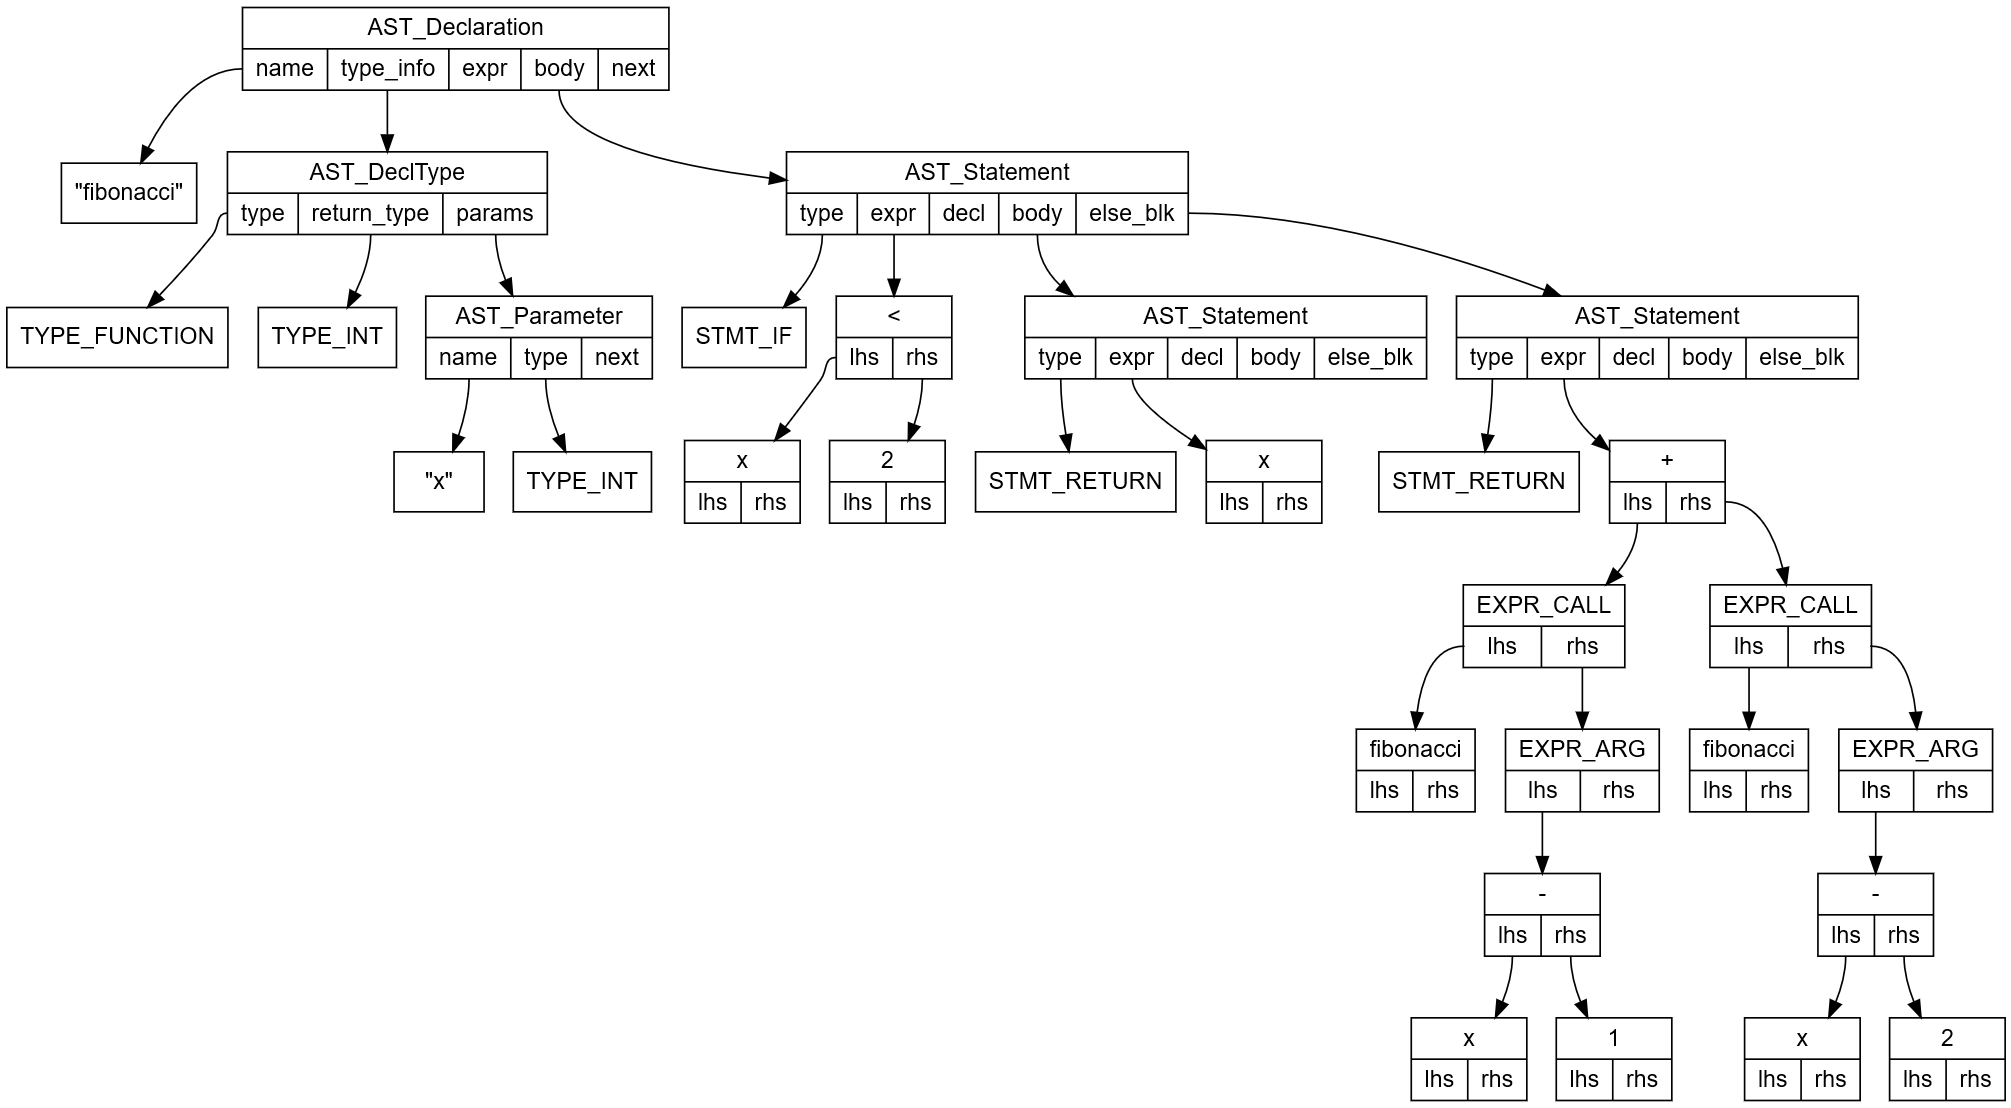 AST_Declaration
name type_info expr body next
"fibonacci"
AST_DeclType
type return_type params
AST_Statement
type expr decl body else_blk
TYPE_FUNCTION
TYPE_INT
AST_Parameter
name type next
STMT_IF
<
lhs rhs
AST_Statement
type expr decl body else_blk
AST_Statement
type expr decl body else_blk
"x"
TYPE_INT
x
lhs rhs
2
lhs rhs
STMT_RETURN
x
lhs rhs
STMT_RETURN
+
lhs rhs
EXPR_CALL
lhs rhs
EXPR_CALL
lhs rhs
fibonacci
lhs rhs
EXPR_ARG
lhs rhs
fibonacci
lhs rhs
EXPR_ARG
lhs rhs
-
lhs rhs
-
lhs rhs
x
lhs rhs
1
lhs rhs
x
lhs rhs
2
lhs rhs